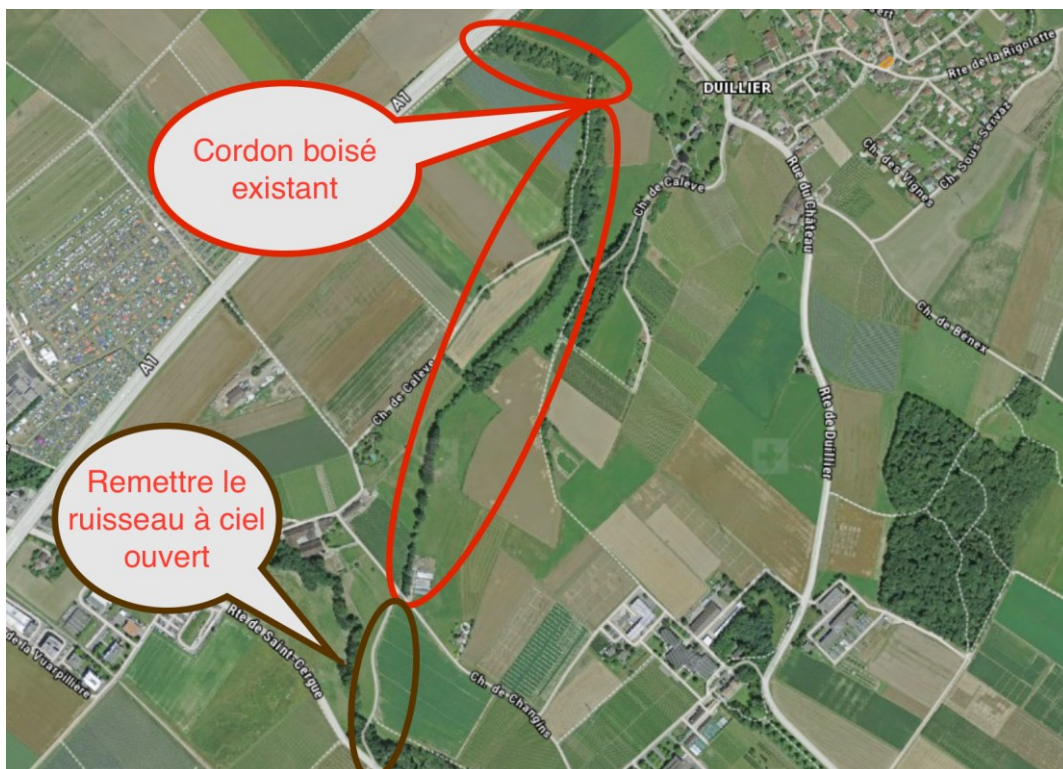 DUILLIER
Rte de la Rigolette
A1
Cordon boisé
existant
Ch. de Calève
Rue du Château
Ch. des Vignes
Ch. Sous-Servaz
Ch. de Bénex
A1
Ch. de Calève
Rte de Duillier
Remettre le
ruisseau à ciel
ouvert
Rte de Saint-Cergue
de la Vuarpillière
Ch. de Changins